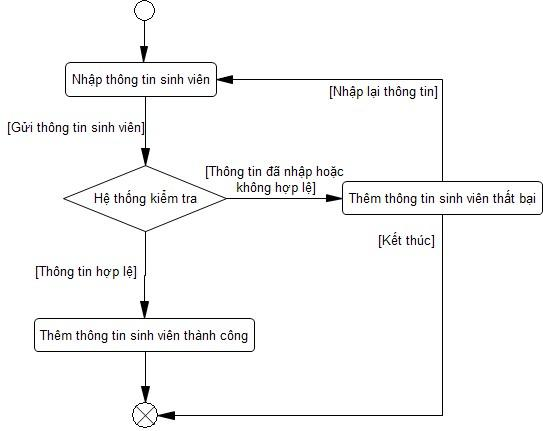 Nhập thông tin sinh viên
[Nhập lại thông tin]
[Gửi thông tin sinh viên]
[Thông tin đã nhập hoặc
không hợp lệ]
Hệ thống kiểm tra
Thêm thông tin sinh viên thất bại
[Kết thúc]
[Thông tin hợp lệ]
Thêm thông tin sinh viên thành công